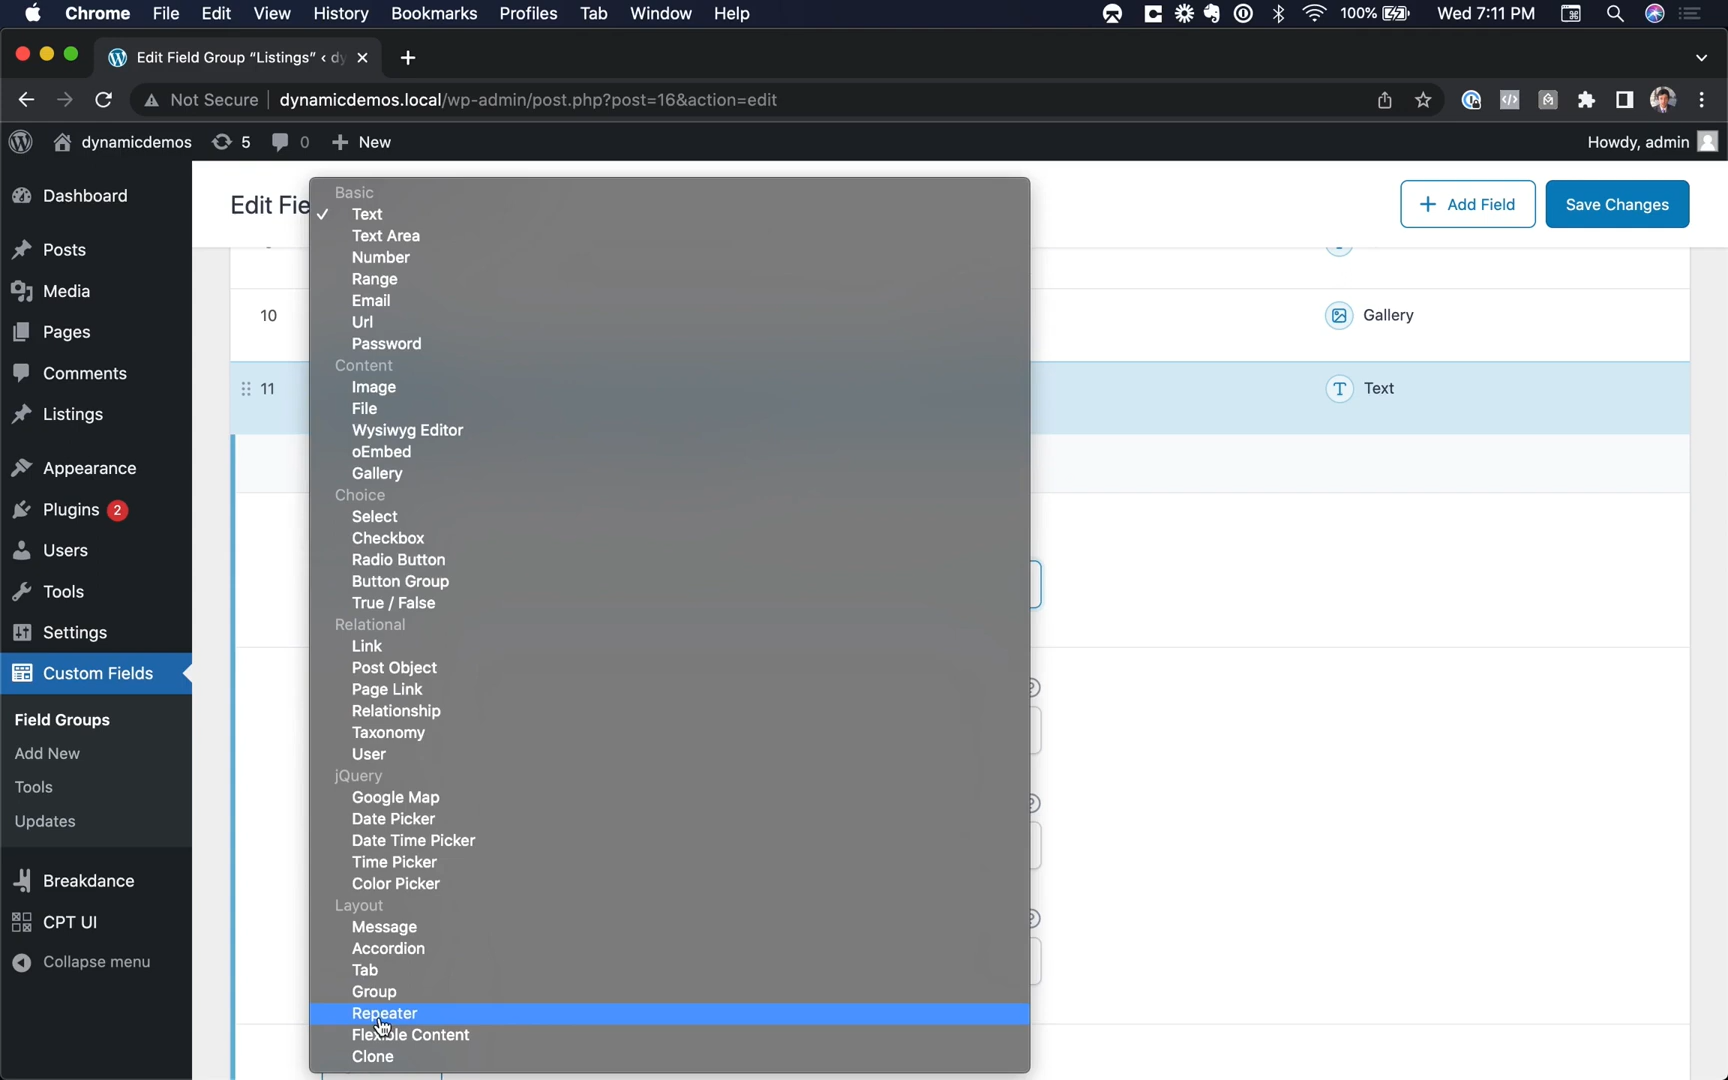 Chrome File Edit View History Bookmarks Profiles Tab Window Help 100% Wed 7:11 PM
Edit Field Group “Listings” ‹ dy
Not Secure dynamicdemos.local/wp-admin/post.php?post=16&action=edit
dynamicdemos 5 0 New Howdy, admin
Dashboard
Posts
Media
Pages
Comments
Listings
Appearance
Plugins 2
Users
Tools
Settings
Custom Fields
Field Groups
Add New
Tools
Updates
Breakdance
CPT UI
Collapse menu
Edit Fie
Add Field
Save Changes
10
Gallery
11
Text
Basic
Text
Text Area
Number
Range
Email
Url
Password
Content
Image
File
Wysiwyg Editor
oEmbed
Gallery
Choice
Select
Checkbox
Radio Button
Button Group
True / False
Relational
Link
Post Object
Page Link
Relationship
Taxonomy
User
jQuery
Google Map
Date Picker
Date Time Picker
Time Picker
Color Picker
Layout
Message
Accordion
Tab
Group
Repeater
Flexible Content
Clone